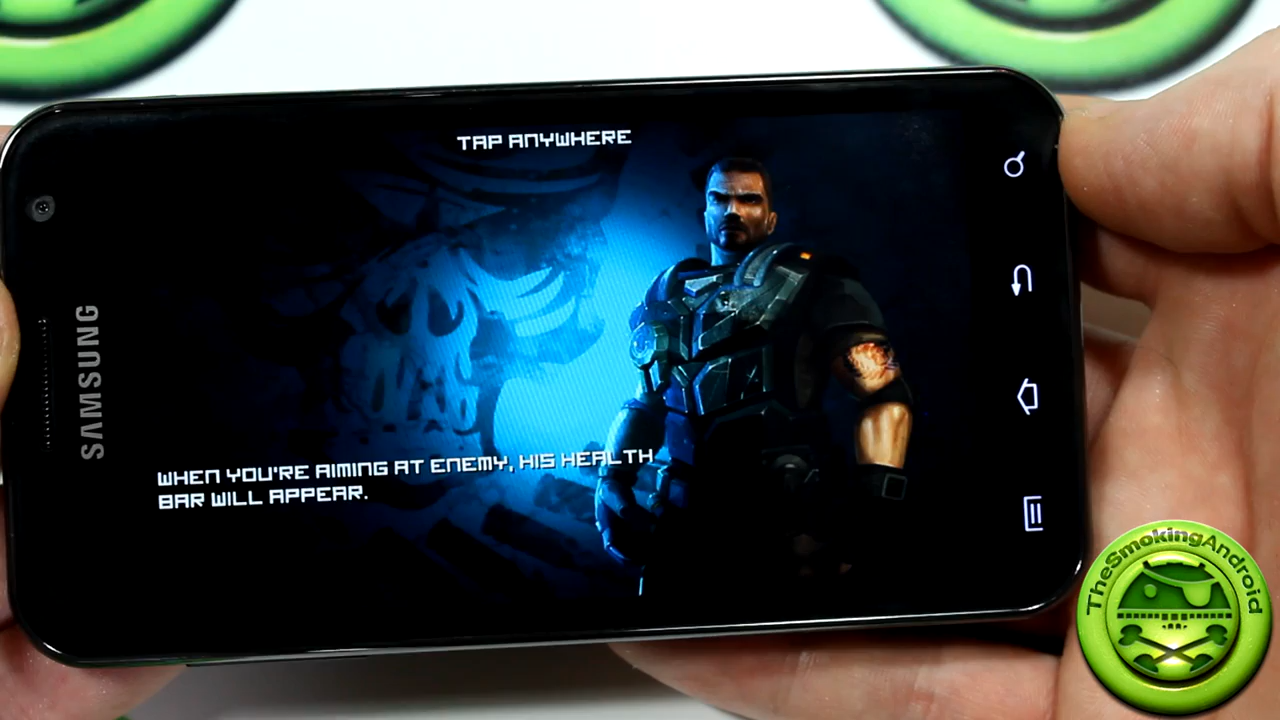 TAP ANYWHERE
SAMSUNG
WHEN YOU'RE AIMING AT ENEMY, HIS HEALTH
BAR WILL APPEAR.
TheSmokingAndroid